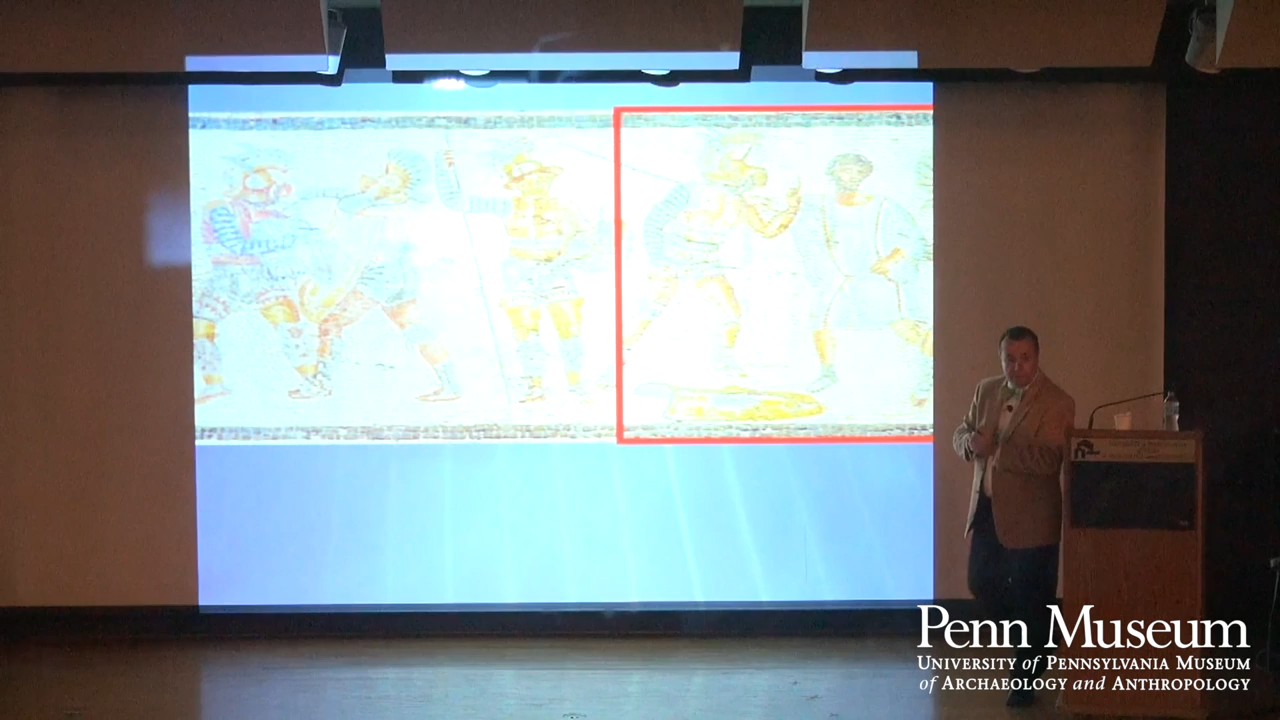 Penn Museum
UNIVERSITY of PENNSYLVANIA MUSEUM
of ARCHAEOLOGY and ANTHROPOLOGY